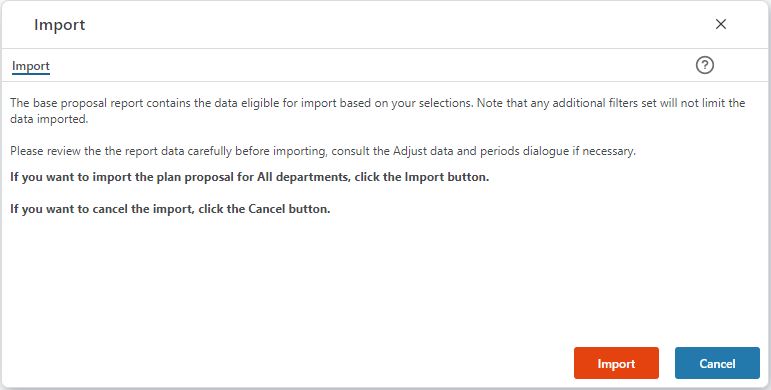 Import
Import
The base proposal report contains the data eligible for import based on your selections. Note that any additional filters set will not limit the
data imported.
Please review the the report data carefully before importing, consult the Adjust data and periods dialogue if necessary.
If you want to import the plan proposal for All departments, click the Import button.
If you want to cancel the import, click the Cancel button.
Import Cancel